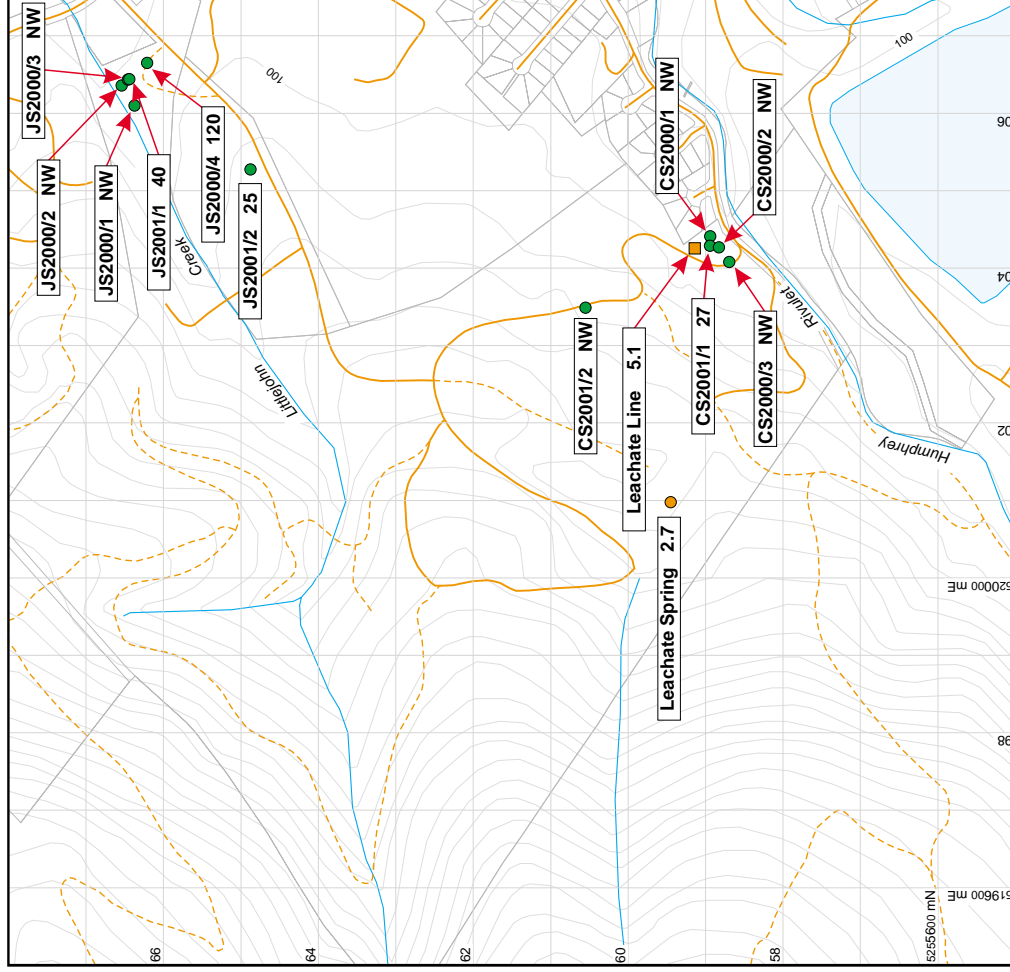 JS2000/3 NW
JS2000/2 NW
JS2000/1 NW
JS2001/1 40
JS2000/4 120
JS2001/2 25
Creek
Littlejohn
100
100
CS2000/1 NW
CS2000/2 NW
CS2001/2 NW
Leachate Line 5.1
CS2001/1 27
CS2000/3 NW
Leachate Spring 2.7
Rivulet
Humphrey
06
04
02
520000 mE
98
519600 mE
5255600 mN
58
60
62
64
66